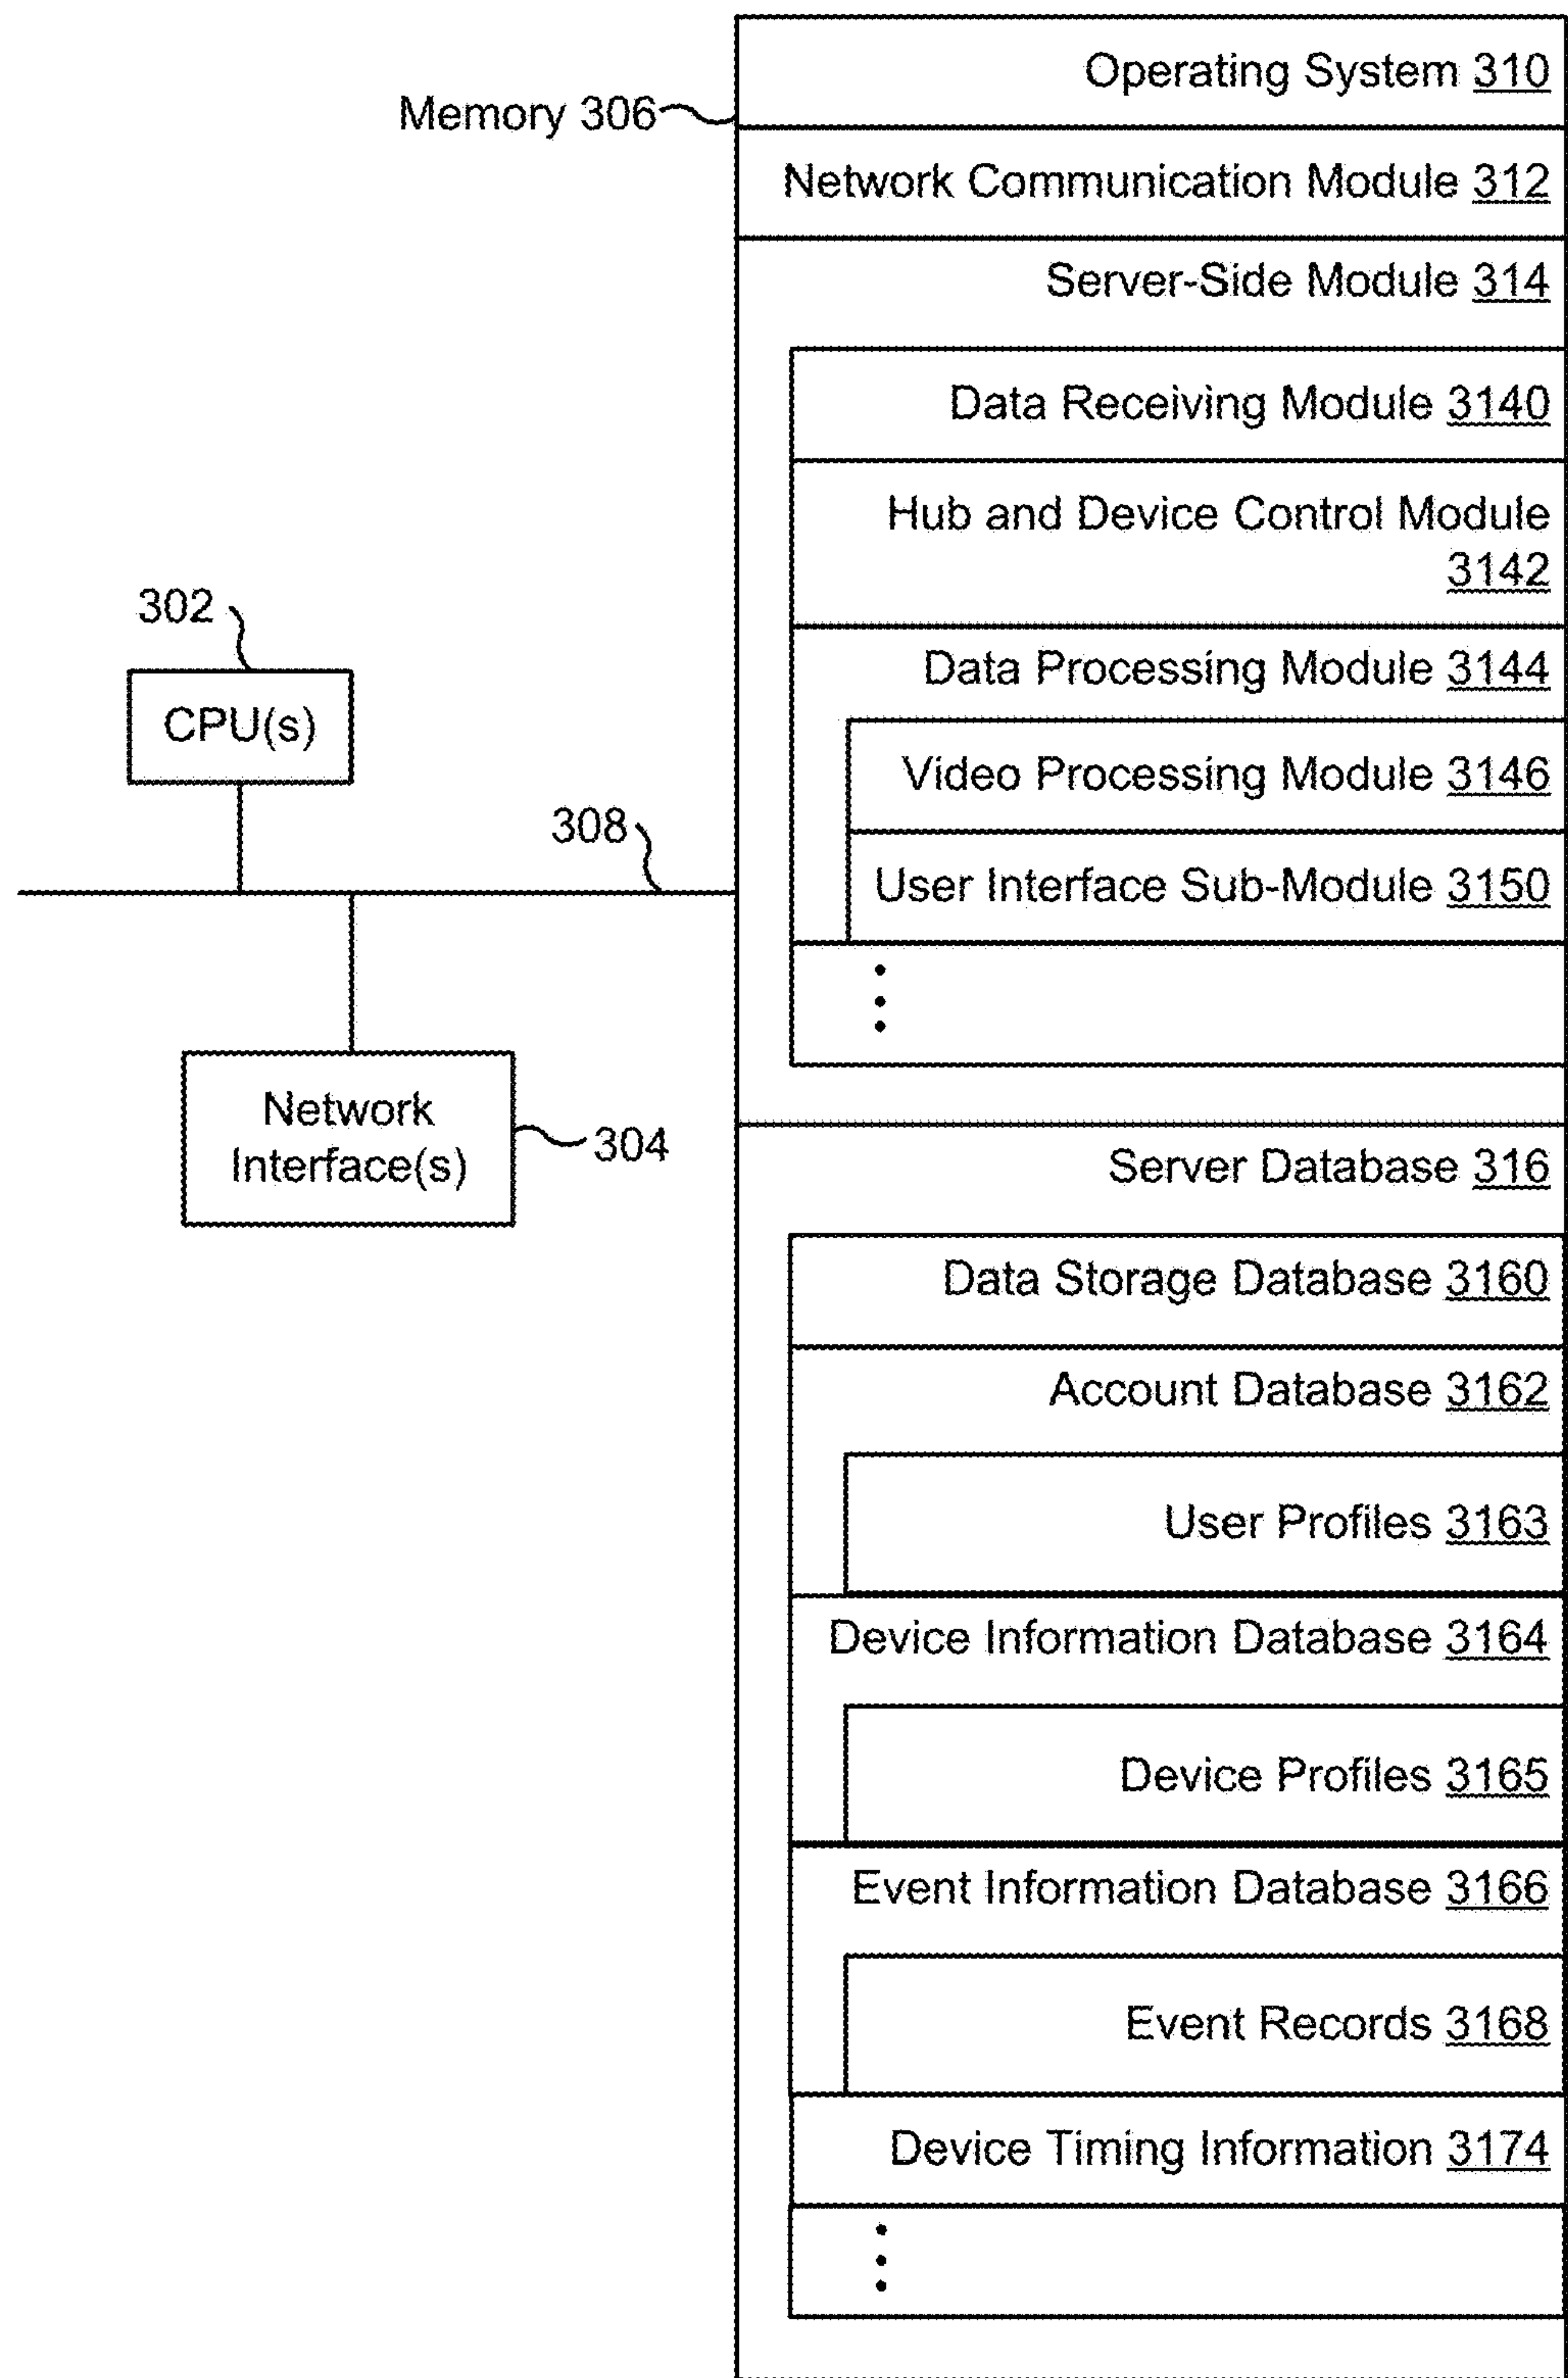 Memory 306
Operating System 310
Network Communication Module 312
Server-Side Module 314
Data Receiving Module 3140
Hub and Device Control Module
3142
Data Processing Module 3144
Video Processing Module 3146
User Interface Sub-Module 3150
302
CPU(s)
308
Network
Interface(s)
304
Server Database 316
Data Storage Database 3160
Account Database 3162
User Profiles 3163
Device Information Database 3164
Device Profiles 3165
Event Information Database 3166
Event Records 3168
Device Timing Information 3174